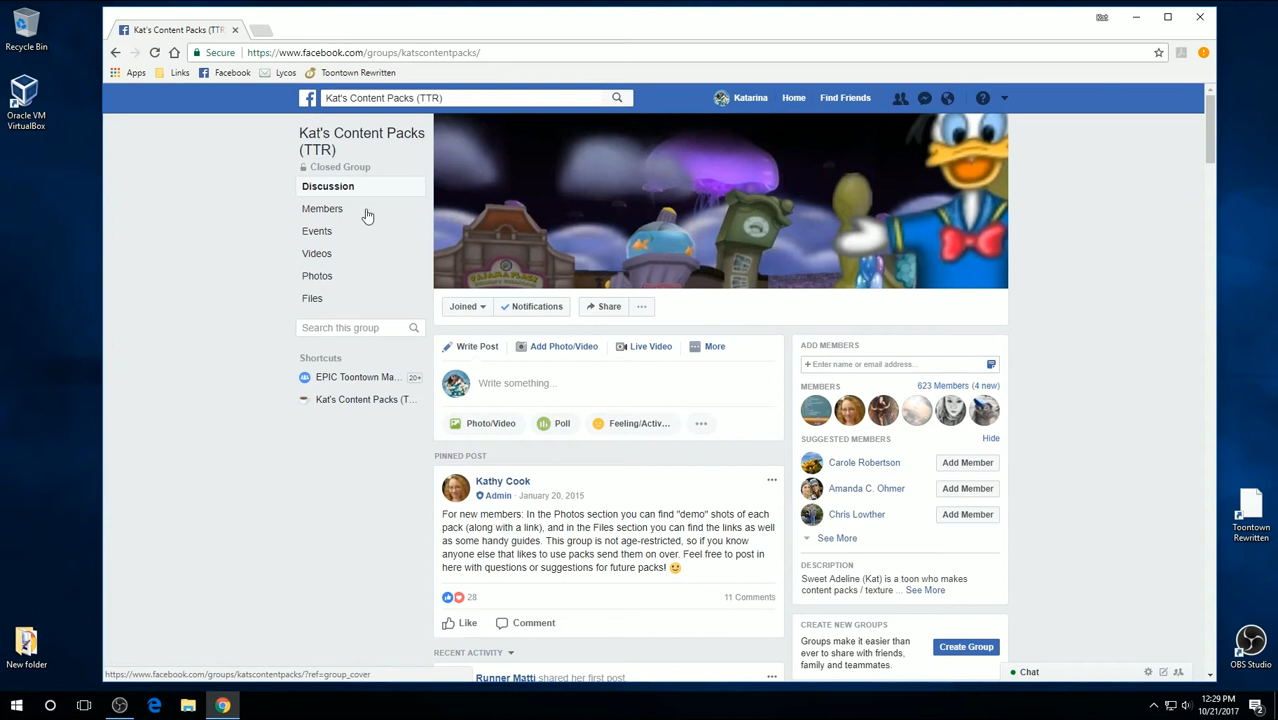 Recycle Bin
Oracle VM
VirtualBox
New folder
Toontown
Rewritten
OBS Studio
Kat's Content Packs (TTR)
Secure
https://www.facebook.com/groups/katscontentpacks/
Apps
Links
Facebook
Lycos
Toontown Rewritten
Kat's Content Packs (TTR)
Katarina
Home
Find Friends
Kat's Content Packs
(TTR)
Closed Group
Discussion
Members
Events
Videos
Photos
Files
Search this group
Shortcuts
EPIC Toontown Ma... 20+
Kat's Content Packs (T...
Joined
Notifications
Share
Write Post
Add Photo/Video
Live Video
More
Write something...
Photo/Video
Poll
Feeling/Activ...
PINNED POST
Kathy Cook
Admin · January 20, 2015
For new members: In the Photos section you can find "demo" shots of each
pack (along with a link), and in the Files section you can find the links as well
as some handy guides. This group is not age-restricted, so if you know
anyone else that likes to use packs send them on over. Feel free to post in
here with questions or suggestions for future packs!
28
11 Comments
Like
Comment
RECENT ACTIVITY
Runner Matti shared her first post.
ADD MEMBERS
+ Enter name or email address...
MEMBERS
623 Members (4 new)
SUGGESTED MEMBERS
Hide
Carole Robertson
Add Member
Amanda C. Ohmer
Add Member
Chris Lowther
Add Member
See More
DESCRIPTION
Sweet Adeline (Kat) is a toon who makes
content packs / texture ... See More
CREATE NEW GROUPS
Groups make it easier than
ever to share with friends,
family and teammates.
Create Group
Chat
https://www.facebook.com/groups/katscontentpacks/?ref=group_cover
12:29 PM
10/21/2017
2